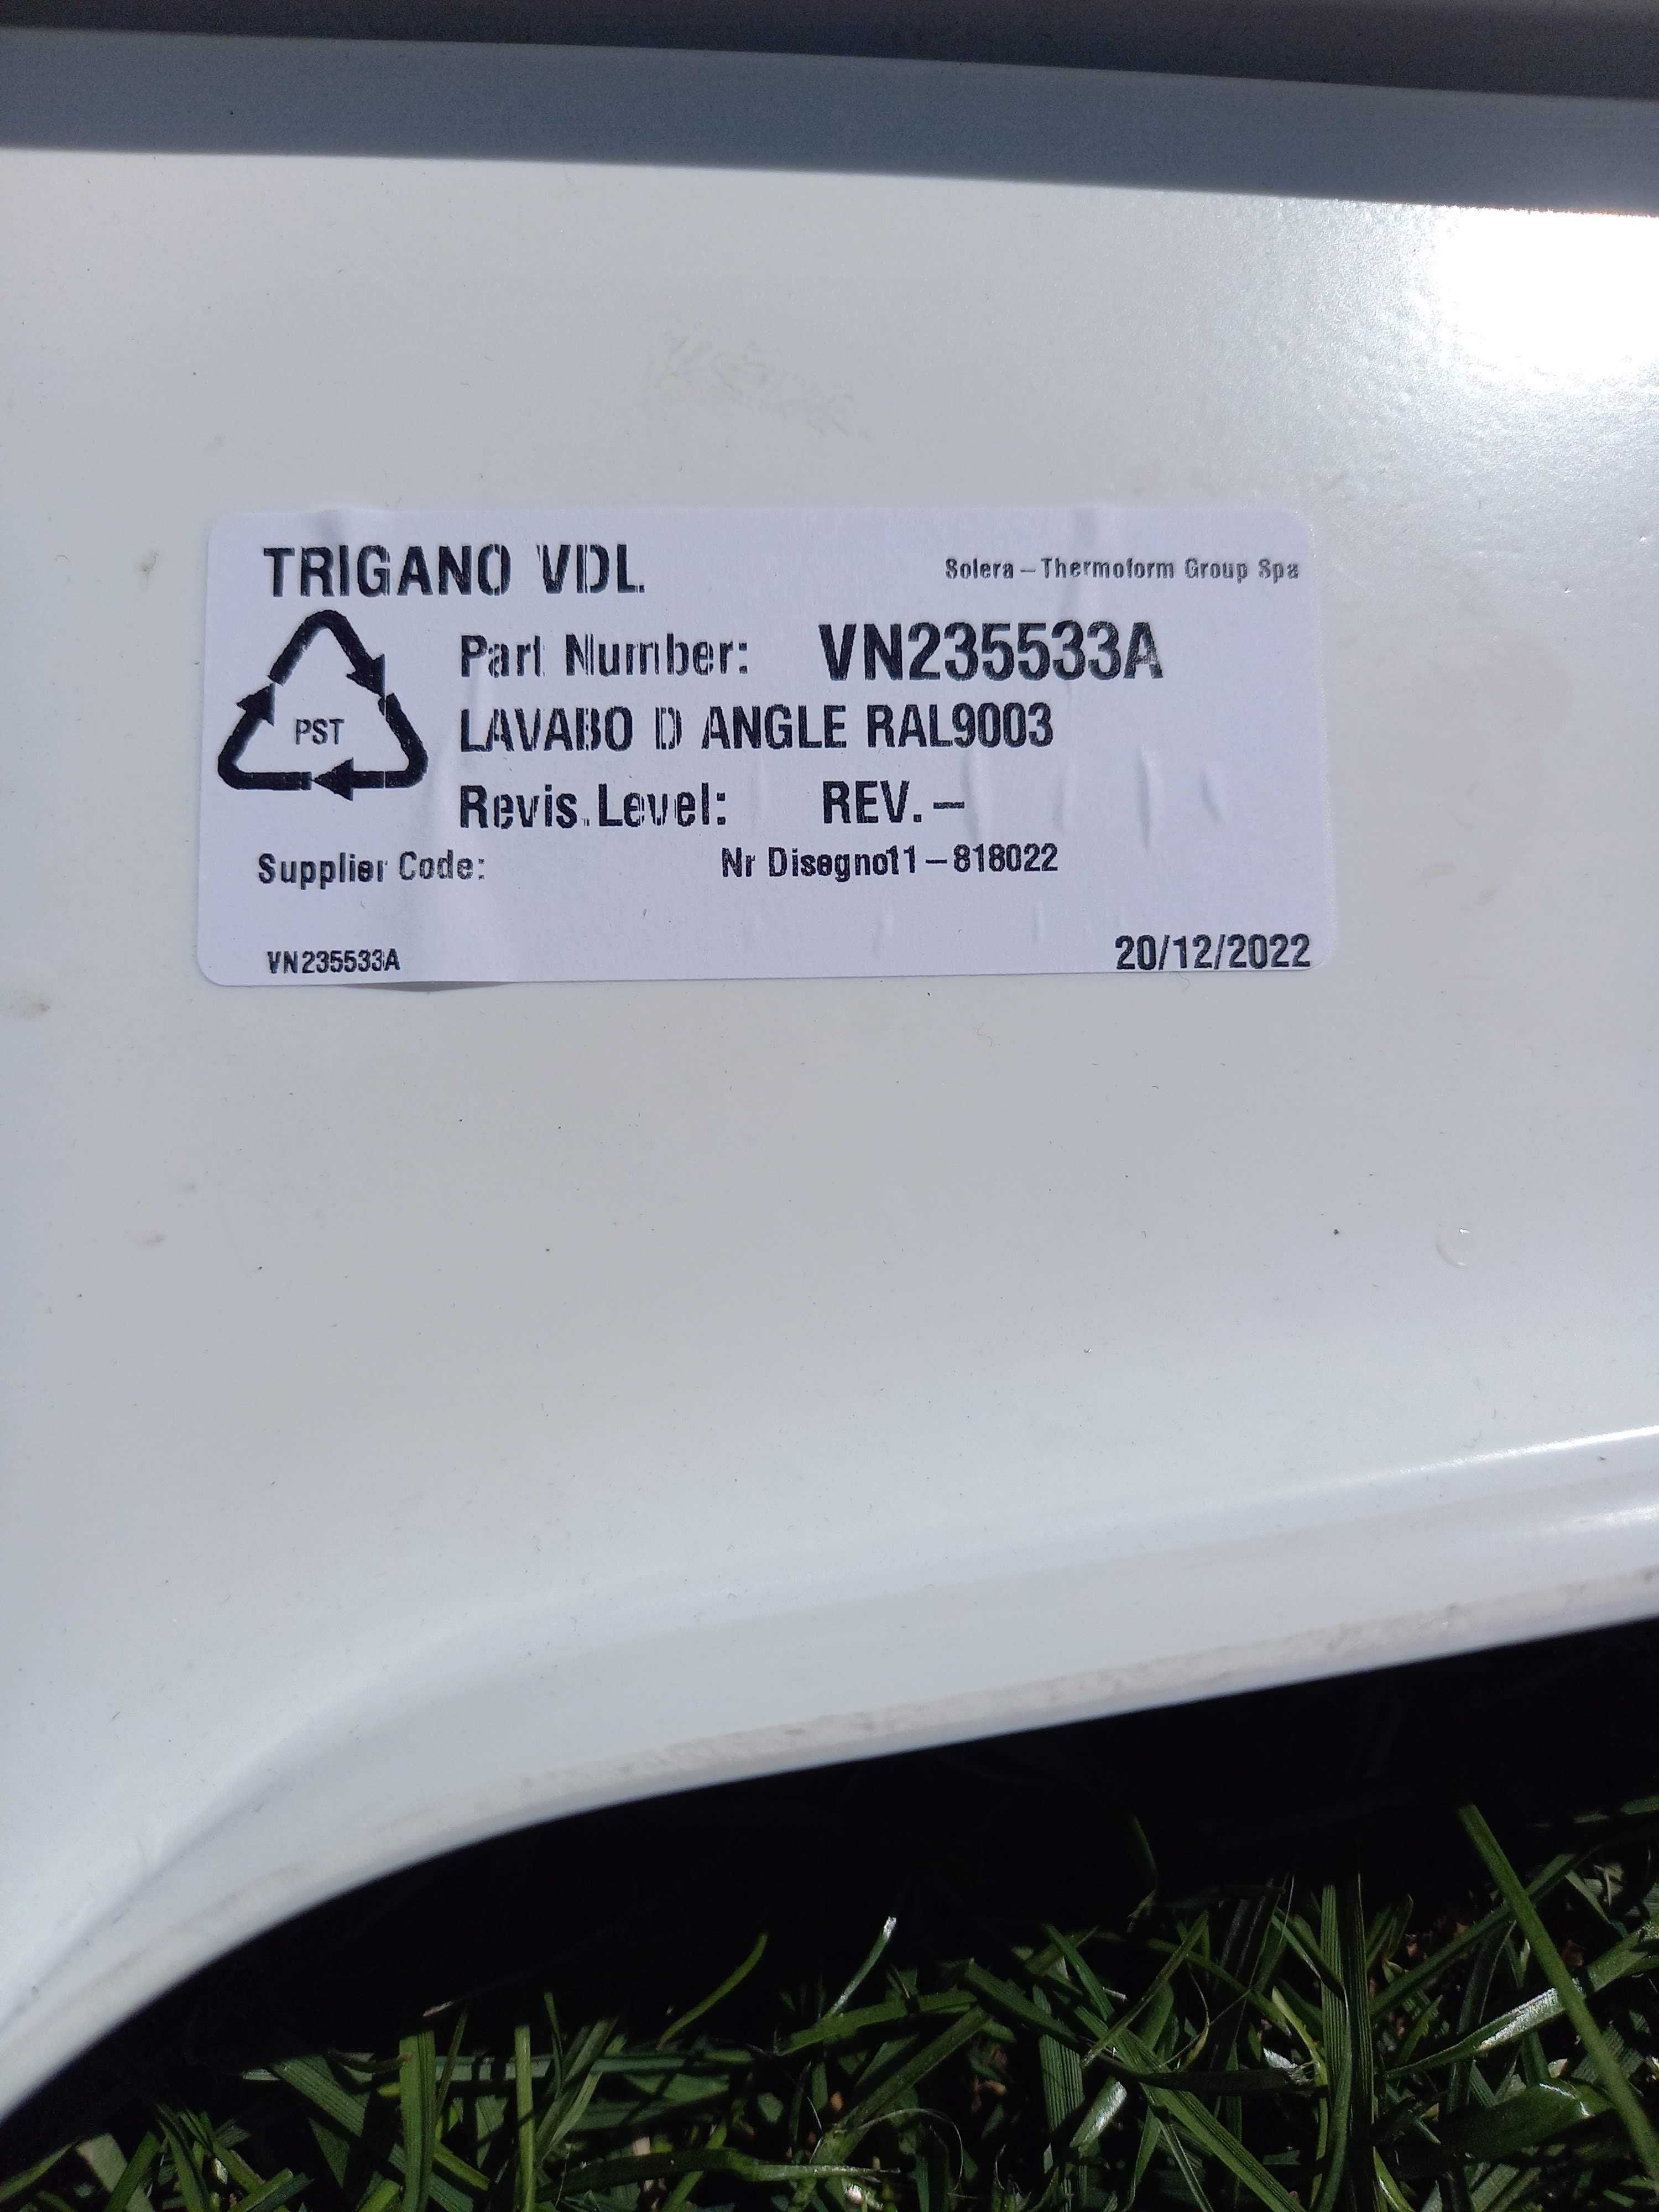 TRIGANO VDL
Solera – Thermoform Group Spa
Part Number: VN235533A
PST
LAVABO D ANGLE RAL9003
Revis.Level: REV.–
Supplier Code: Nr Disegno11–818022
VN235533A
20/12/2022